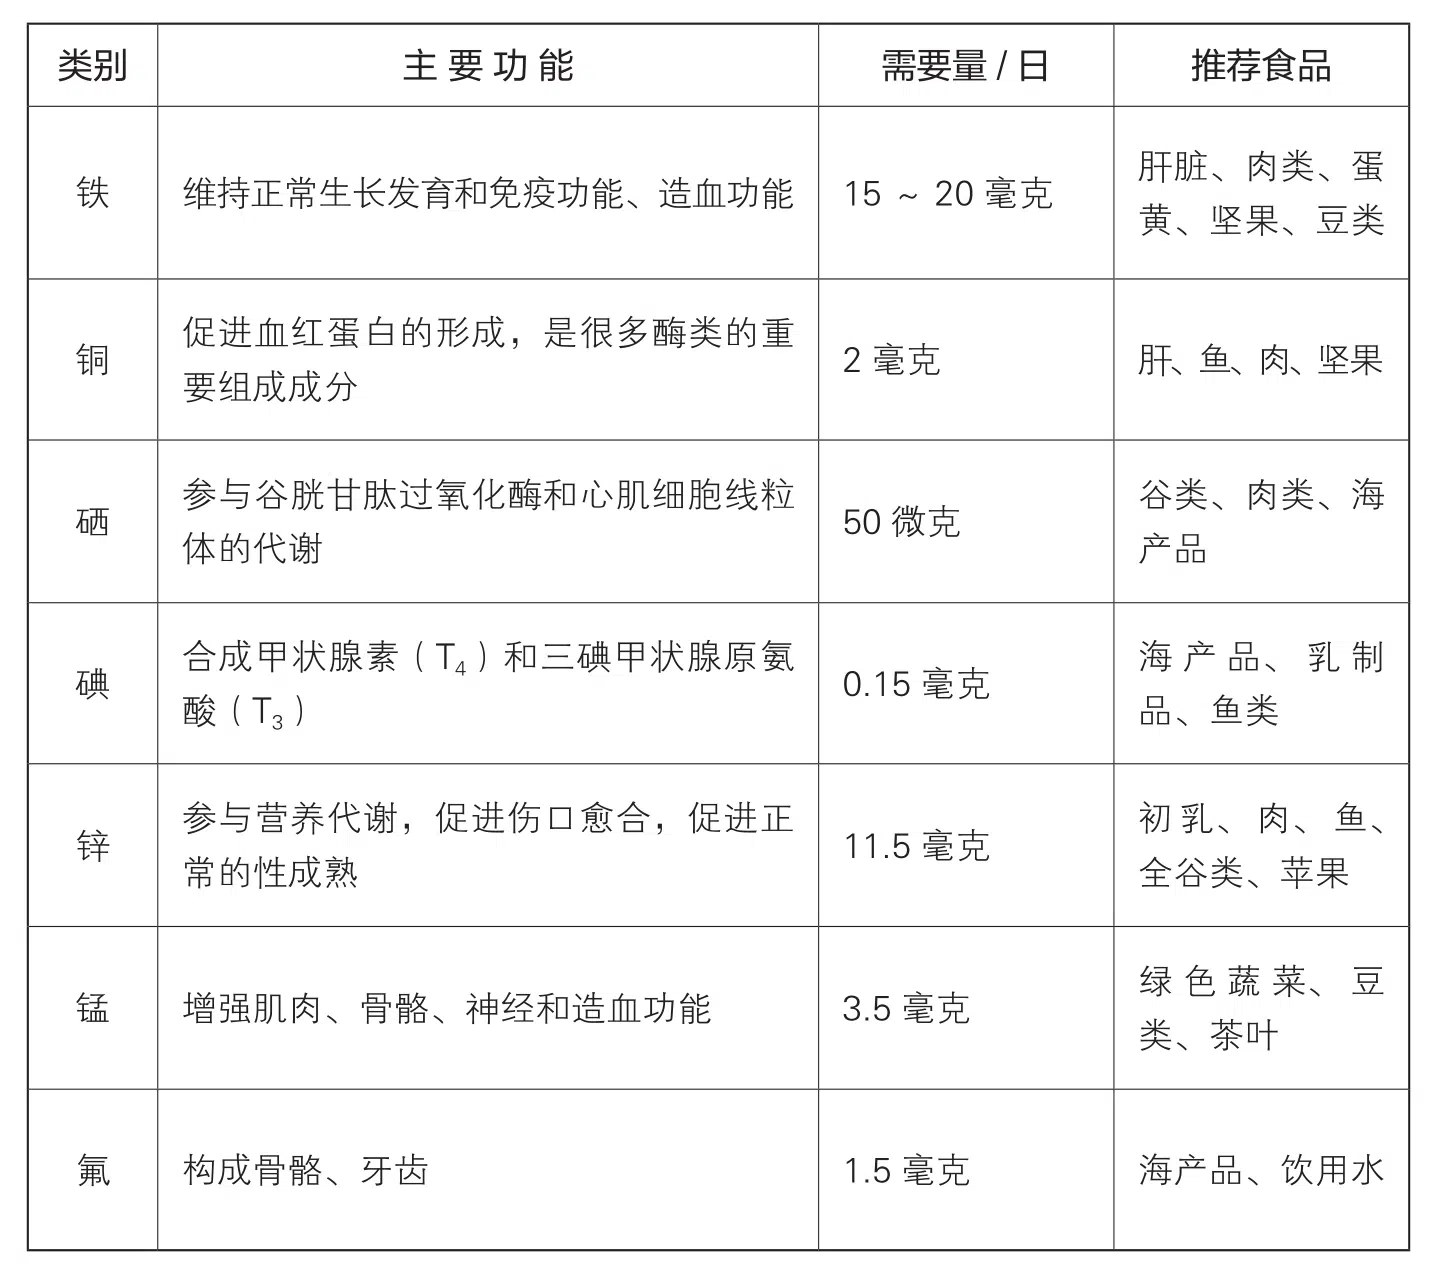 类别 主要功能 需要量/日 推荐食品
铁 维持正常生长发育和免疫功能、造血功能 15 ~ 20 毫克 肝脏、肉类、蛋
黄、坚果、豆类
铜 促进血红蛋白的形成，是很多酶类的重
要组成成分 2 毫克 肝、鱼、肉、坚果
硒 参与谷胱甘肽过氧化酶和心肌细胞线粒
体的代谢 50 微克 谷类、肉类、海
产品
碘 合成甲状腺素（T₄）和三碘甲状腺原氨
酸（T₃） 0.15 毫克 海产品、乳制
品、鱼类
锌 参与营养代谢，促进伤口愈合，促进正
常的性成熟 11.5 毫克 初乳、肉、鱼、
全谷类、苹果
锰 增强肌肉、骨骼、神经和造血功能 3.5 毫克 绿色蔬菜、豆
类、茶叶
氟 构成骨骼、牙齿 1.5 毫克 海产品、饮用水